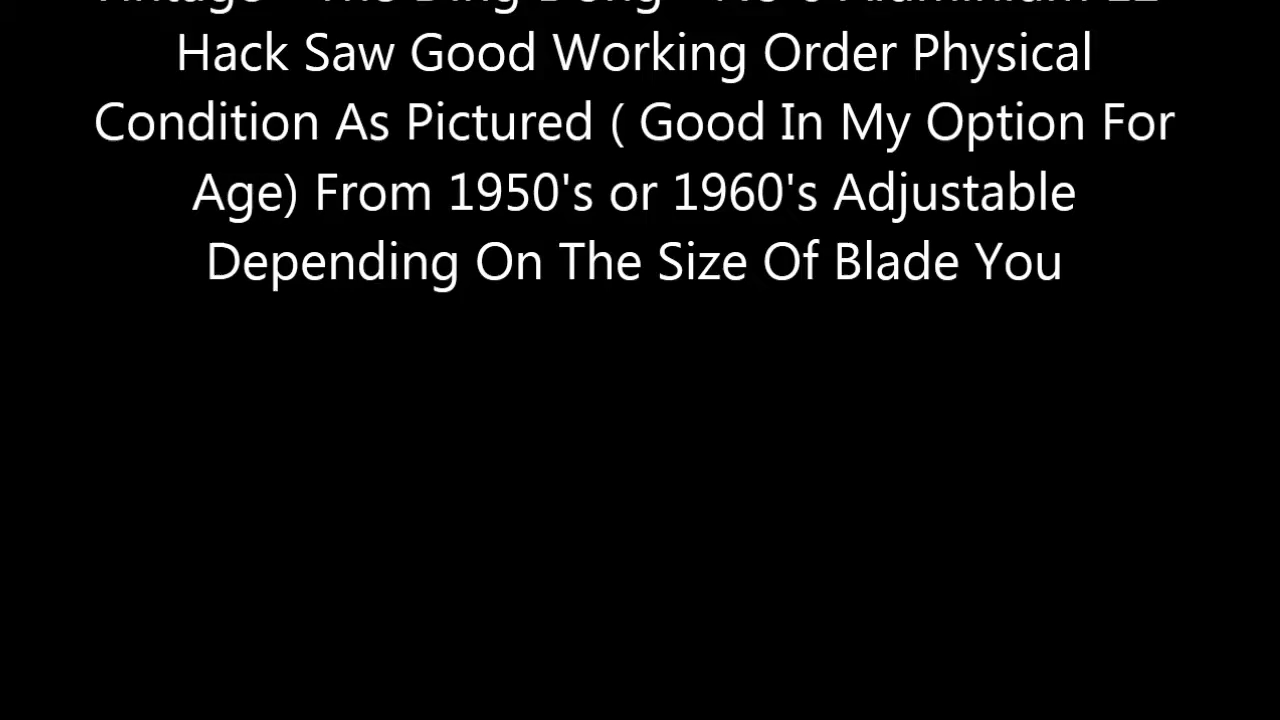 Hack Saw Good Working Order Physical
Condition As Pictured ( Good In My Option For
Age) From 1950's or 1960's Adjustable
Depending On The Size Of Blade You